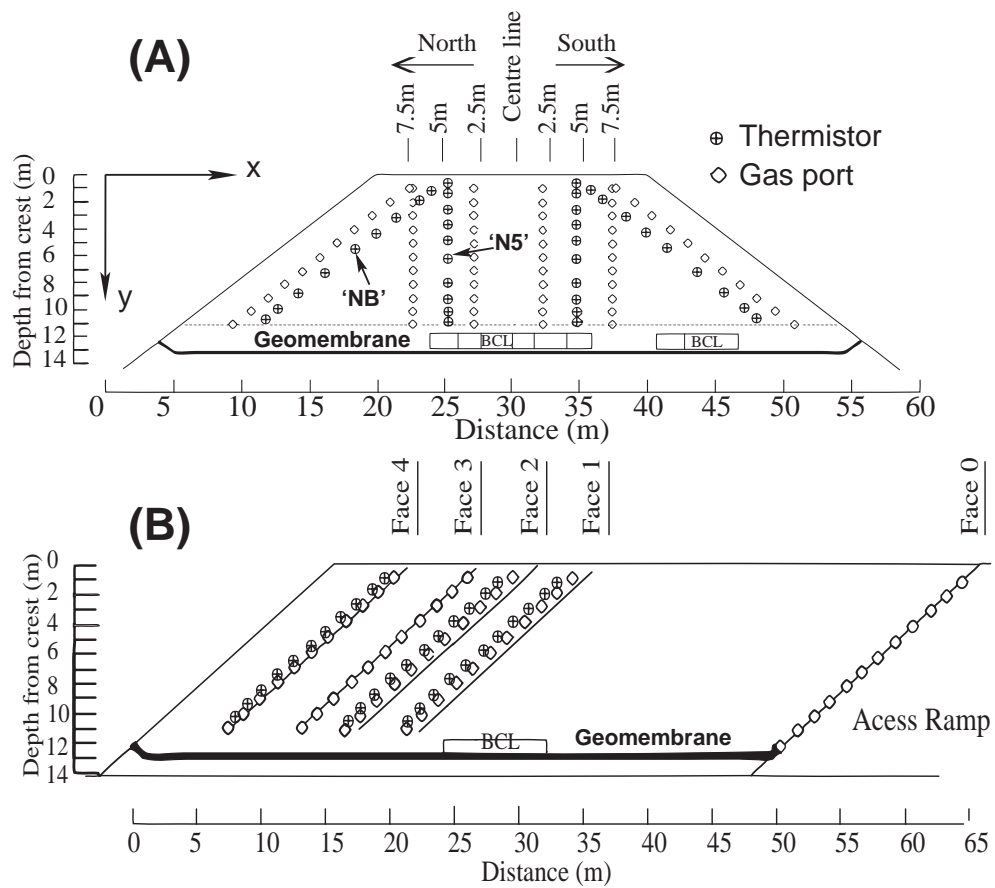 (A)
North
Centre line
South
7.5m
5m
2.5m
2.5m
5m
7.5m
Thermistor
Gas port
x
y
Depth from crest (m)
0
2
4
6
8
10
12
14
'N5'
'NB'
Geomembrane
BCL
BCL
0 5 10 15 20 25 30 35 40 45 50 55 60
Distance (m)
(B)
Face 4
Face 3
Face 2
Face 1
Face 0
Depth from crest (m)
0
2
4
6
8
10
12
14
Acess Ramp
BCL
Geomembrane
0 5 10 15 20 25 30 35 40 45 50 55 60 65
Distance (m)